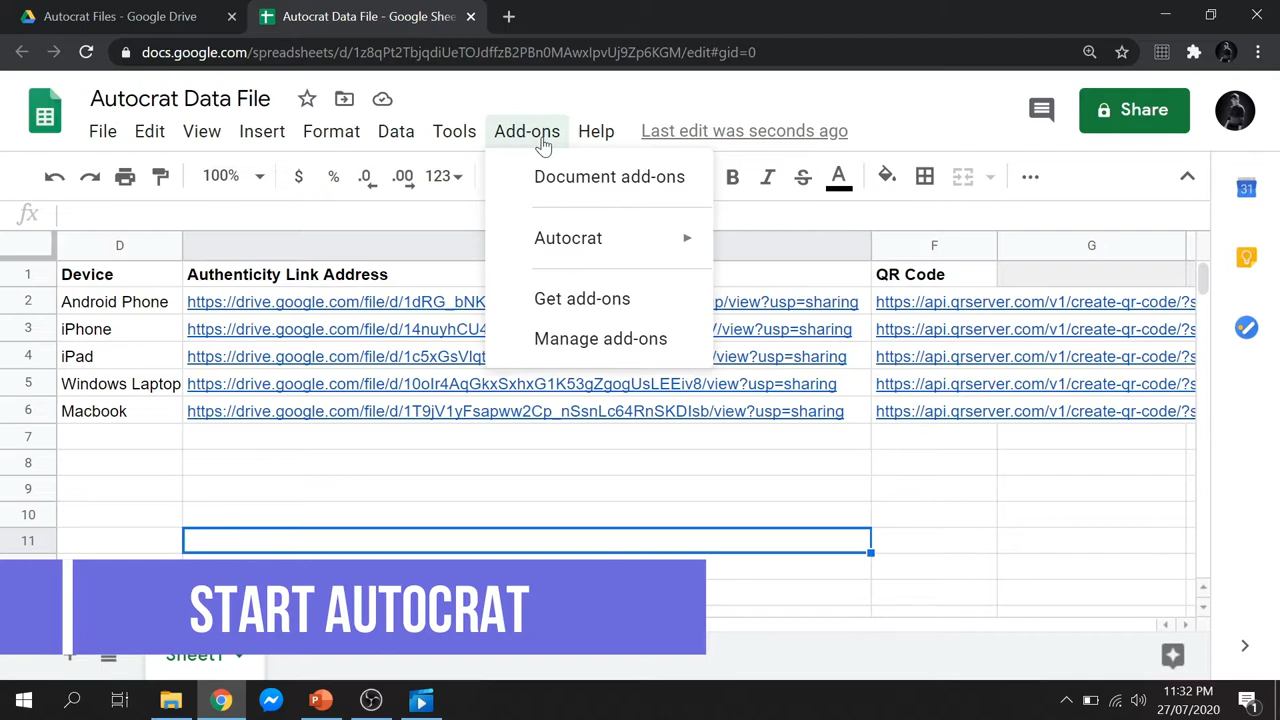 Autocrat Files - Google Drive
Autocrat Data File - Google Shee
docs.google.com/spreadsheets/d/1z8qPt2TbjqdiUeTOJdffzB2PBn0MAwxIpvUj9Zp6KGM/edit#gid=0
Autocrat Data File
Share
File Edit View Insert Format Data Tools Add-ons Help Last edit was seconds ago
100% $ % .0 .00 123 B I S A
Document add-ons
fx
Autocrat
D F G
1 Device Authenticity Link Address QR Code
2 Android Phone https://drive.google.com/file/d/1dRG_bNK p/view?usp=sharing https://api.qrserver.com/v1/create-qr-code/?s
Get add-ons
3 iPhone https://drive.google.com/file/d/14nuyhCU4 /view?usp=sharing https://api.qrserver.com/v1/create-qr-code/?s
Manage add-ons
4 iPad https://drive.google.com/file/d/1c5xGsVIqt /view?usp=sharing https://api.qrserver.com/v1/create-qr-code/?s
5 Windows Laptop https://drive.google.com/file/d/10oIr4AqGkxSxhxG1K53gZgogUsLEEiv8/view?usp=sharing https://api.qrserver.com/v1/create-qr-code/?s
6 Macbook https://drive.google.com/file/d/1T9jV1yFsapww2Cp_nSsnLc64RnSKDIsb/view?usp=sharing https://api.qrserver.com/v1/create-qr-code/?s
7
8
9
10
11
31
START AUTOCRAT
Sheet1
11:32 PM
27/07/2020
1